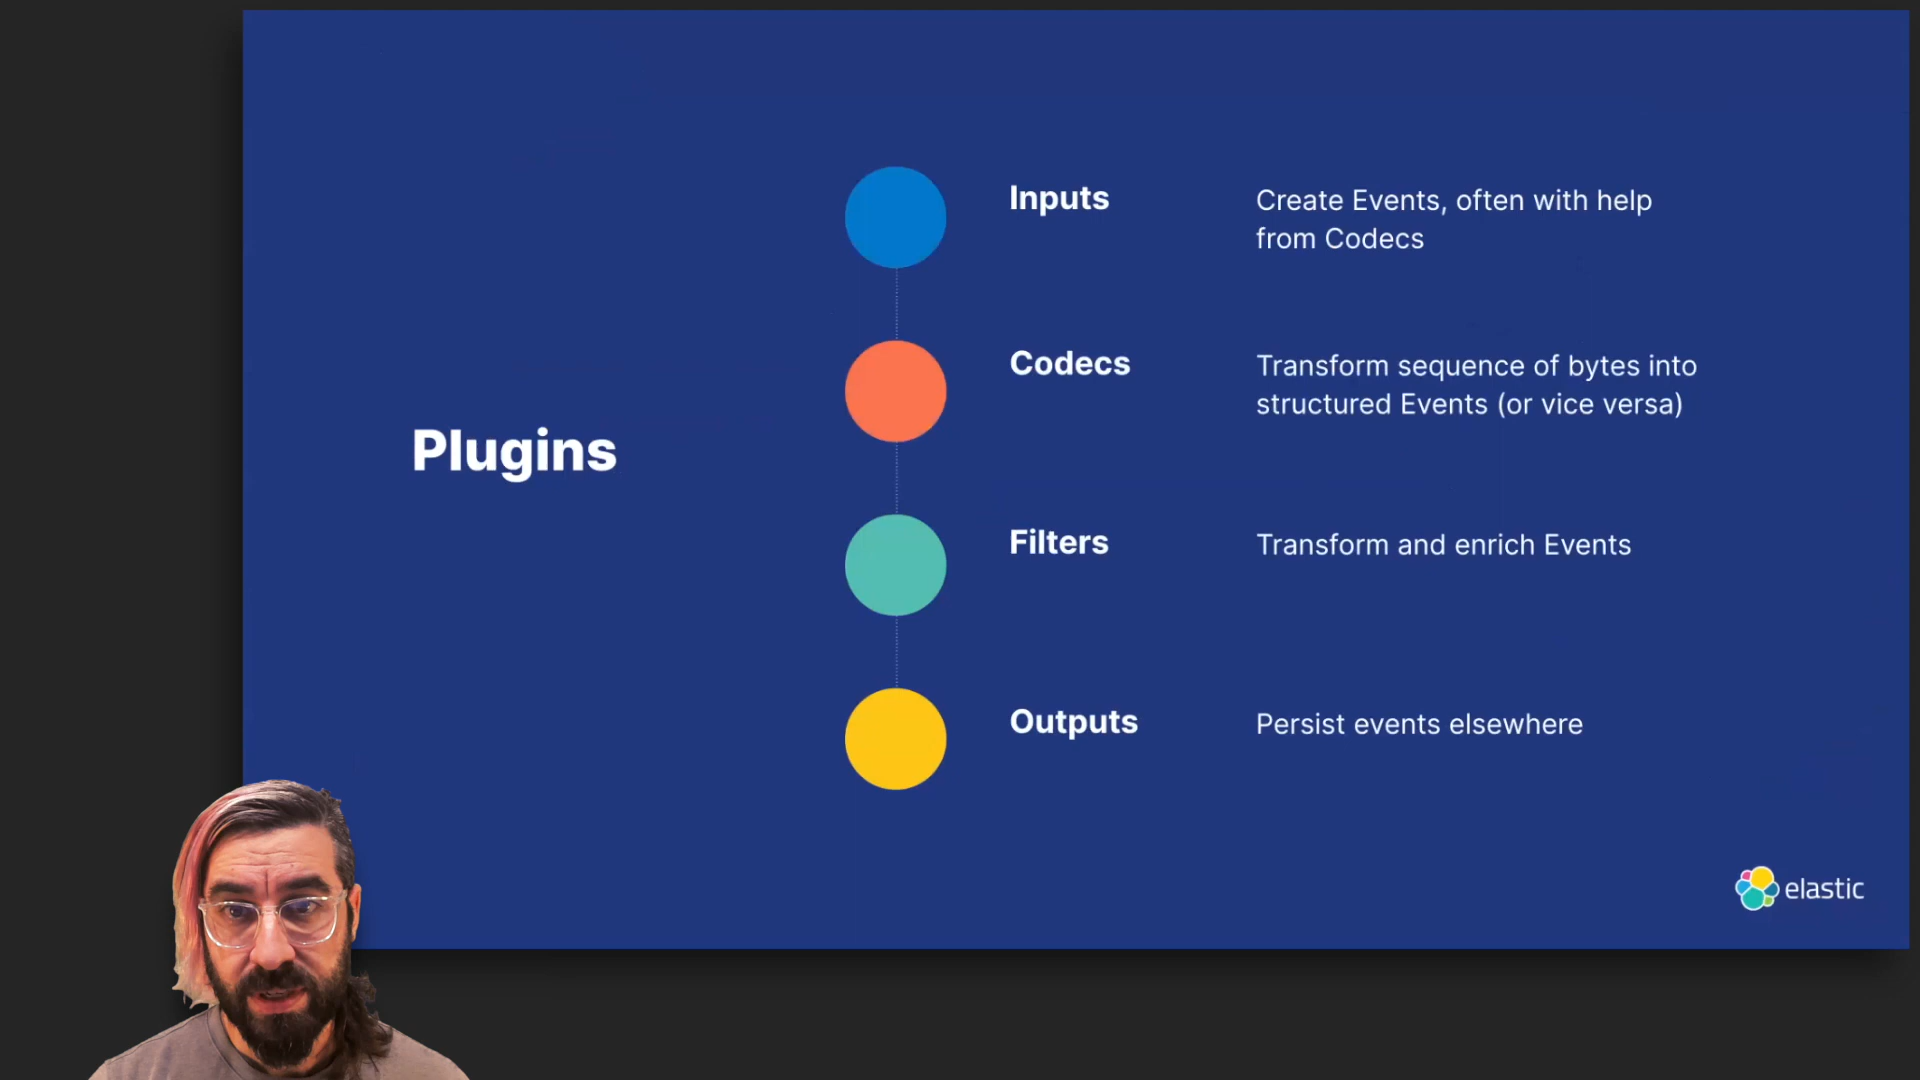 Plugins
Inputs
Create Events, often with help
from Codecs
Codecs
Transform sequence of bytes into
structured Events (or vice versa)
Filters
Transform and enrich Events
Outputs
Persist events elsewhere
elastic